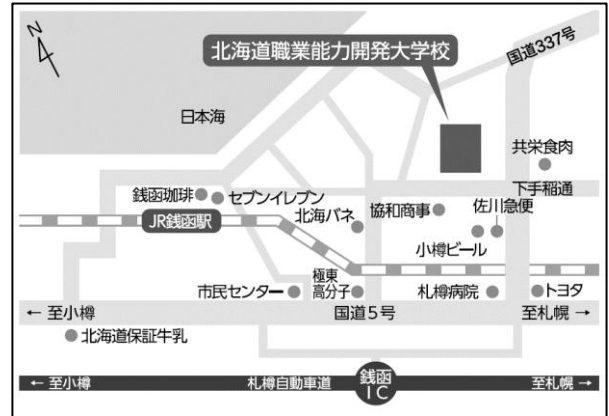 N
北海道職業能力開発大学校
国道337号
日本海
共栄食肉
下手稲通
銭函珈琲
セブンイレブン
北海バネ
協和商事
佐川急便
JR銭函駅
小樽ビール
市民センター
極東
高分子
札樽病院
トヨタ
← 至小樽
国道5号
至札幌 →
北海道保証牛乳
← 至小樽
札樽自動車道
銭函
IC
至札幌 →